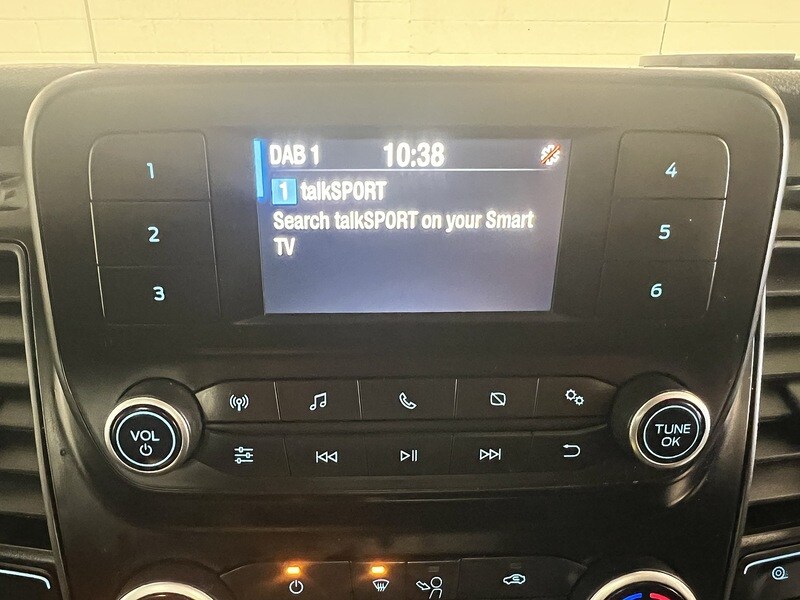 DAB 1 10:38
1 talkSPORT
Search talkSPORT on your Smart
TV
1
2
3
4
5
6
VOL
TUNE
OK